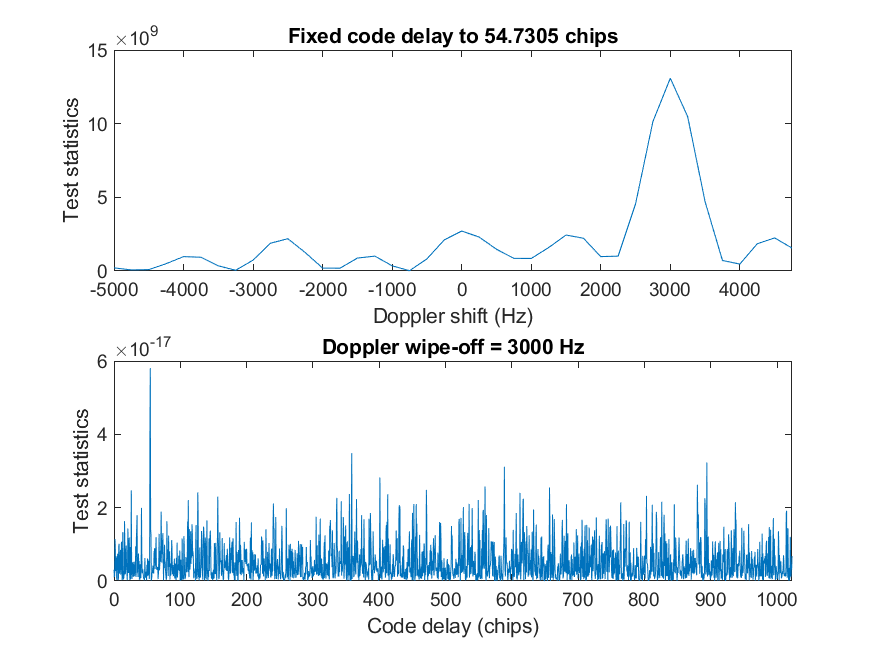 ×10⁹
Fixed code delay to 54.7305 chips
15
10
5
0
Test statistics
-5000 -4000 -3000 -2000 -1000 0 1000 2000 3000 4000
Doppler shift (Hz)
×10⁻¹⁷
Doppler wipe-off = 3000 Hz
6
4
2
0
Test statistics
0 100 200 300 400 500 600 700 800 900 1000
Code delay (chips)